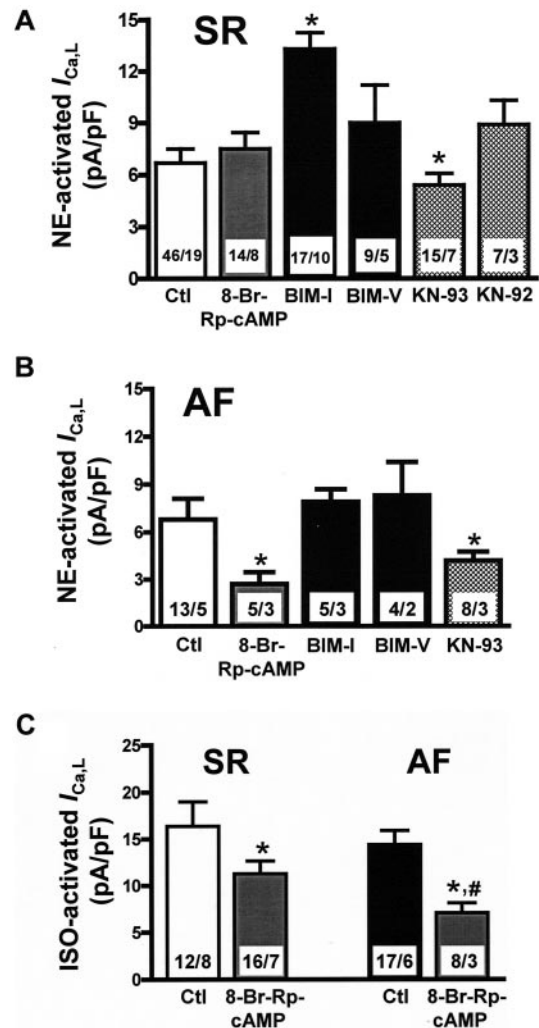 A
SR
NE-activated I Ca,L
(pA/pF)
15
12
9
6
3
0
*
*
46/19 14/8 17/10 9/5 15/7 7/3
Ctl 8-Br-Rp-cAMP BIM-I BIM-V KN-93 KN-92
B
AF
NE-activated I Ca,L
(pA/pF)
15
12
9
6
3
0
*
*
13/5 5/3 5/3 4/2 8/3
Ctl 8-Br-Rp-cAMP BIM-I BIM-V KN-93
C
SR AF
ISO-activated I Ca,L
(pA/pF)
25
20
15
10
5
0
*
*,#
12/8 16/7 17/6 8/3
Ctl 8-Br-Rp-cAMP Ctl 8-Br-Rp-cAMP